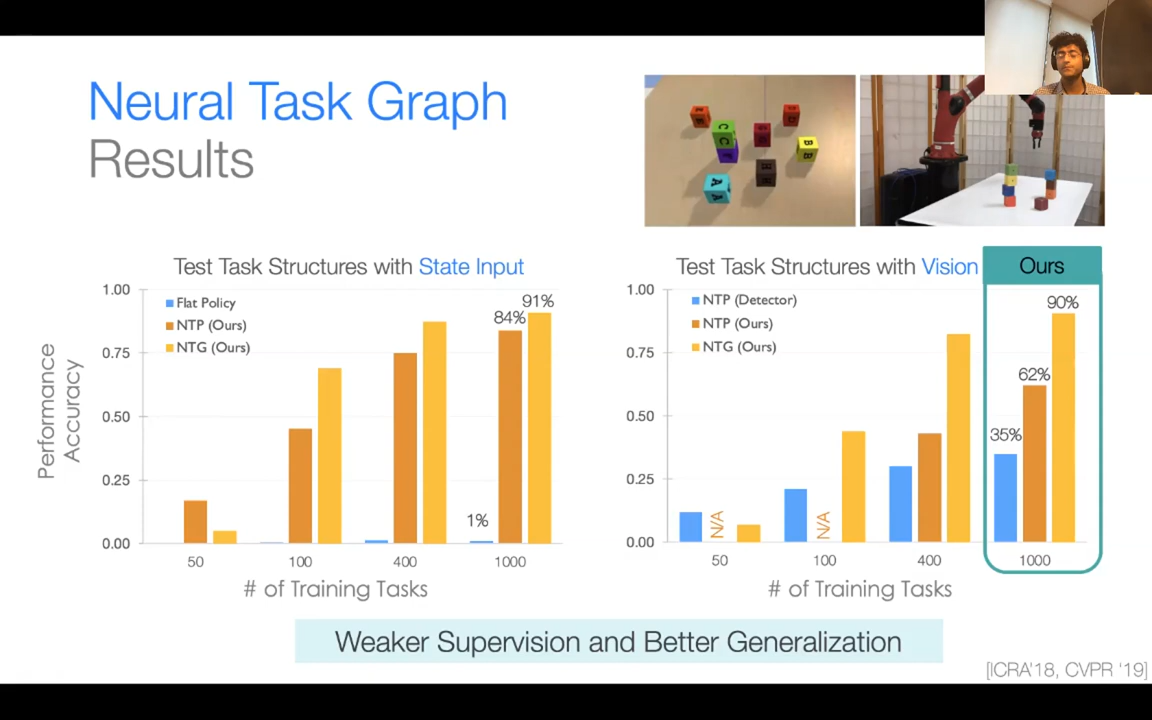 Neural Task Graph
Results
Test Task Structures with State Input
1.00
0.75
0.50
0.25
0.00
Performance
Accuracy
Flat Policy
NTP (Ours)
NTG (Ours)
1%
84%
91%
50
100
400
1000
# of Training Tasks
Test Task Structures with Vision
Ours
1.00
0.75
0.50
0.25
0.00
NTP (Detector)
NTP (Ours)
NTG (Ours)
N/A
N/A
35%
62%
90%
50
100
400
1000
# of Training Tasks
Weaker Supervision and Better Generalization
[ICRA'18, CVPR '19]
C
B
A